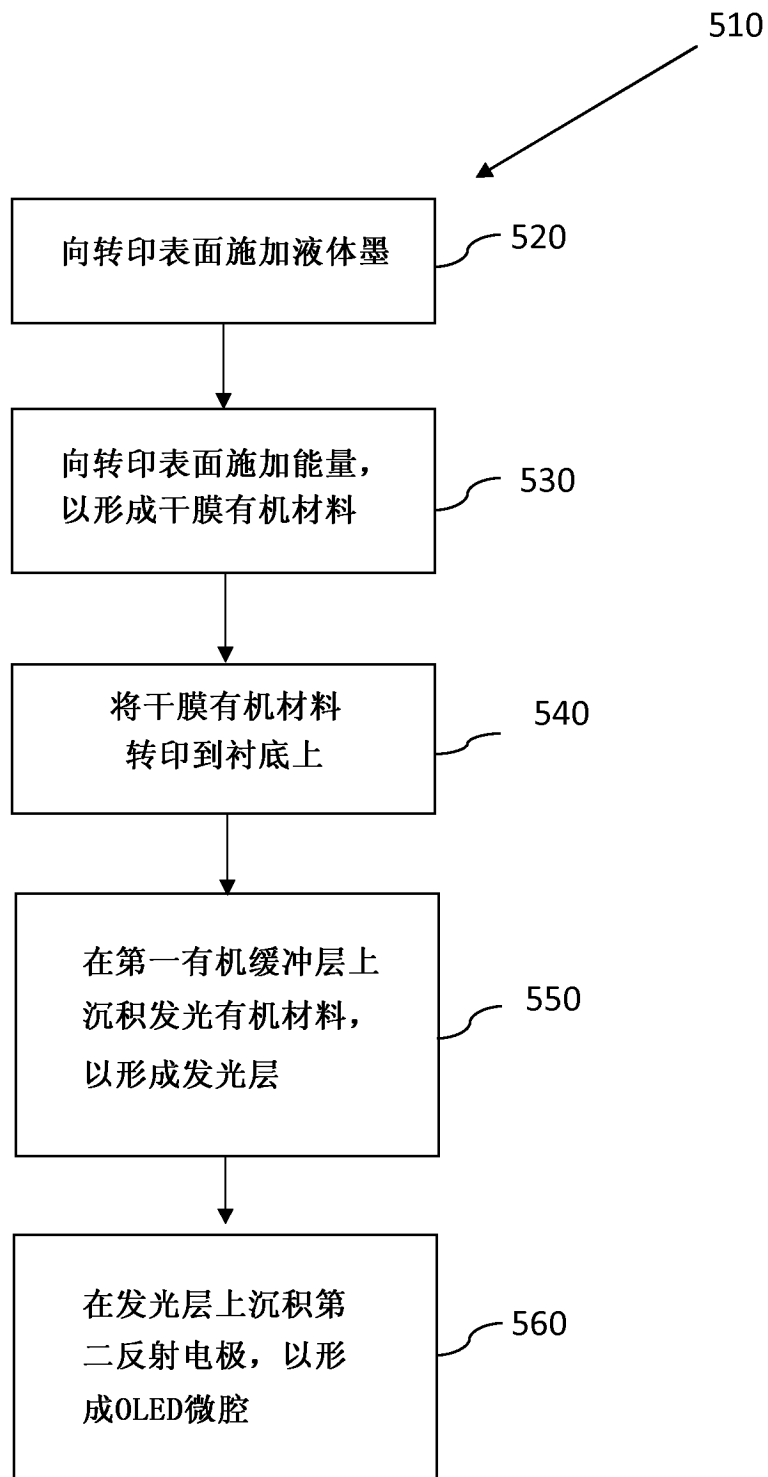 510
向转印表面施加液体墨
520
向转印表面施加能量，
以形成干膜有机材料
530
将干膜有机材料
转印到衬底上
540
在第一有机缓冲层上
沉积发光有机材料，
以形成发光层
550
在发光层上沉积第
二反射电极，以形
成OLED微腔
560